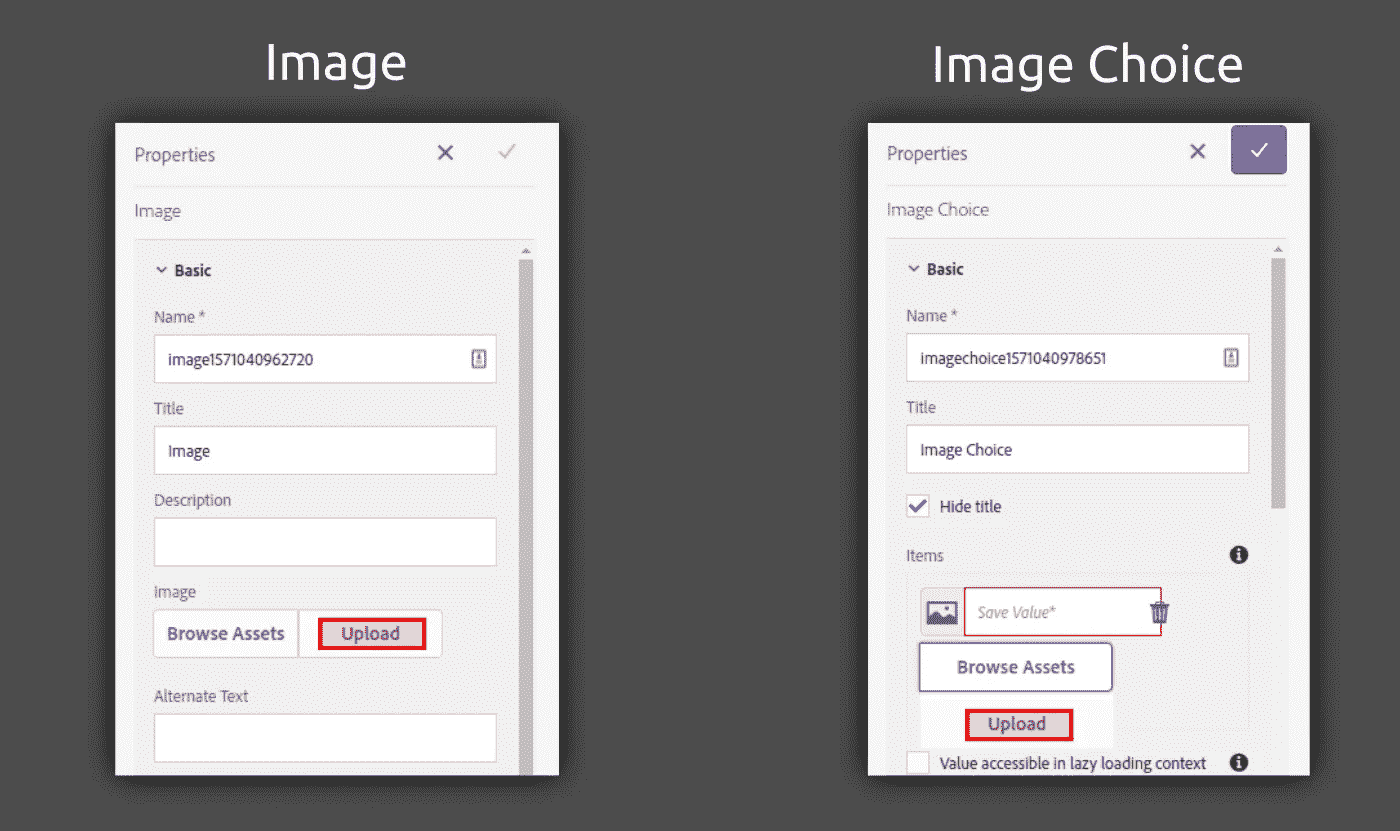 Image
Properties
Image
Basic
Name *
image1571040962720
Title
Image
Description
Image
Browse Assets Upload
Alternate Text
Image Choice
Properties
Image Choice
Basic
Name *
imagechoice1571040978651
Title
Image Choice
Hide title
Items
Save Value*
Browse Assets
Upload
Value accessible in lazy loading context